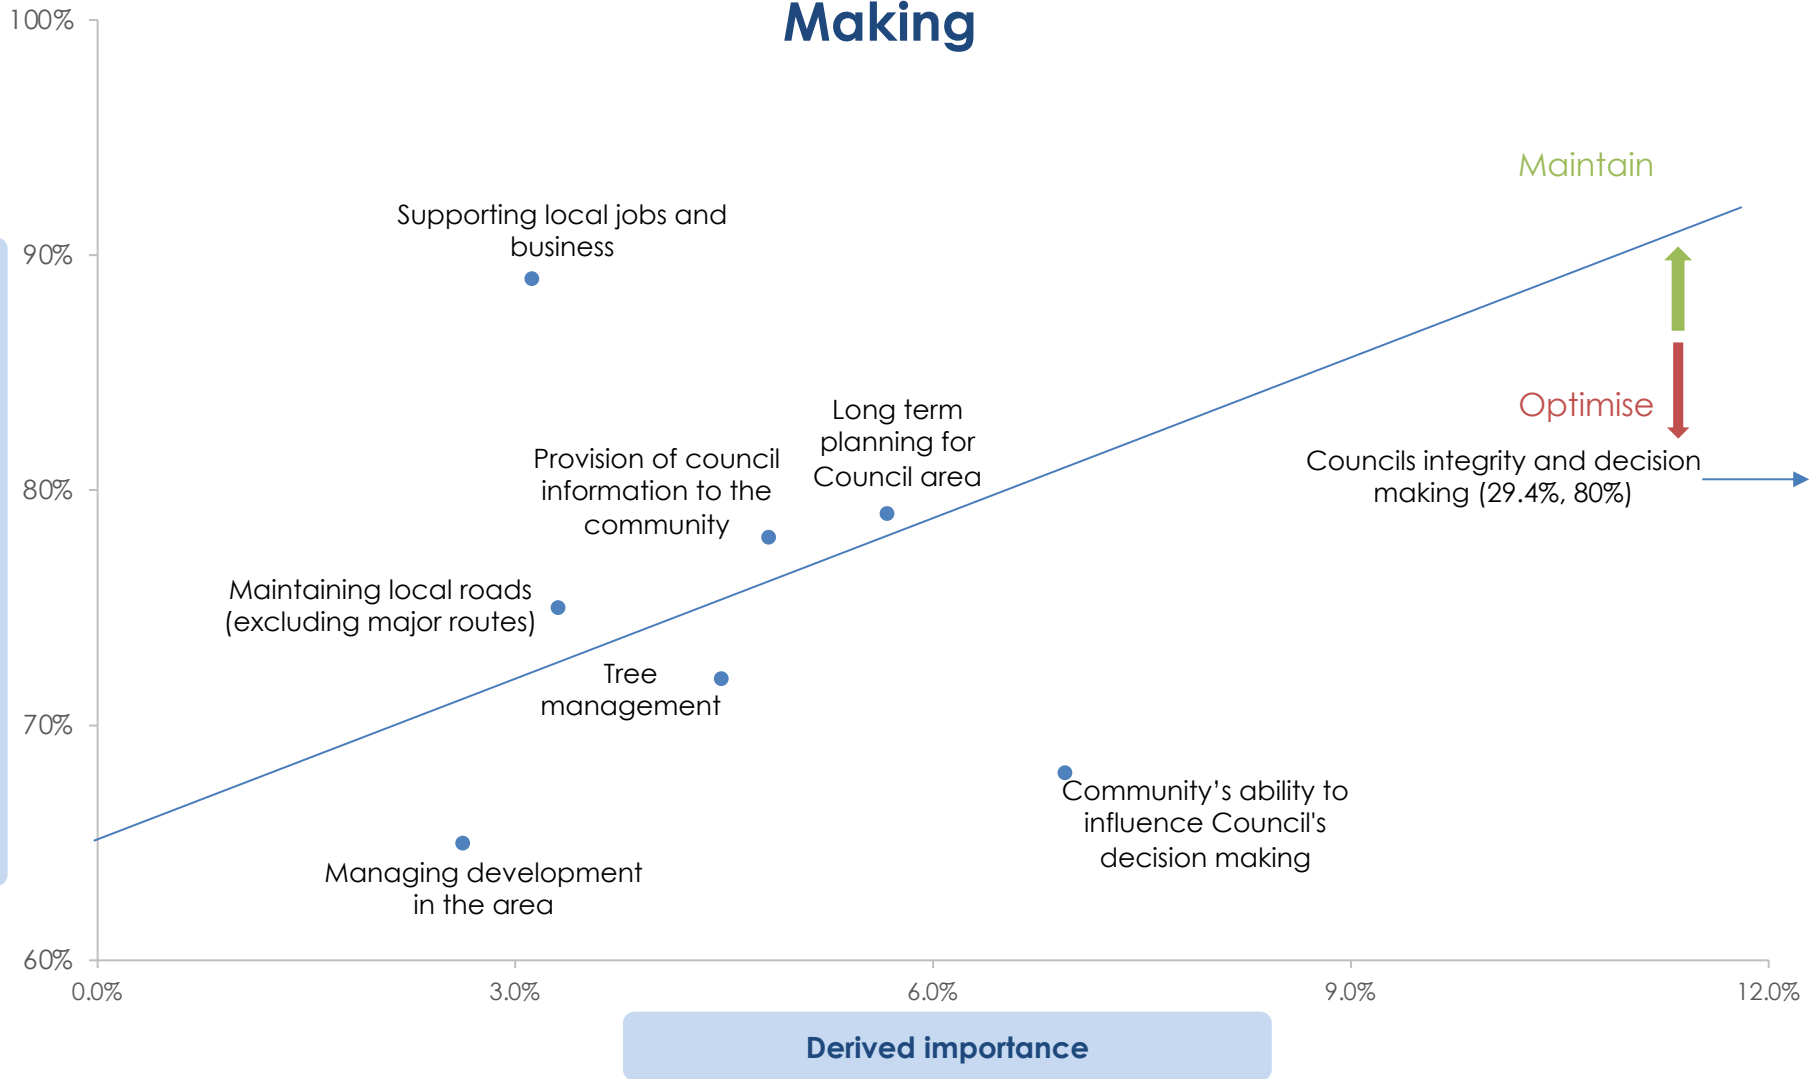 Making
100%
90%
80%
70%
60%
Maintain
Supporting local jobs and
business
Optimise
Long term
planning for
Council area
Provision of council
information to the
community
Councils integrity and decision
making (29.4%, 80%)
Maintaining local roads
(excluding major routes)
Tree
management
Community’s ability to
influence Council's
decision making
Managing development
in the area
0.0%
3.0%
6.0%
9.0%
12.0%
Derived importance